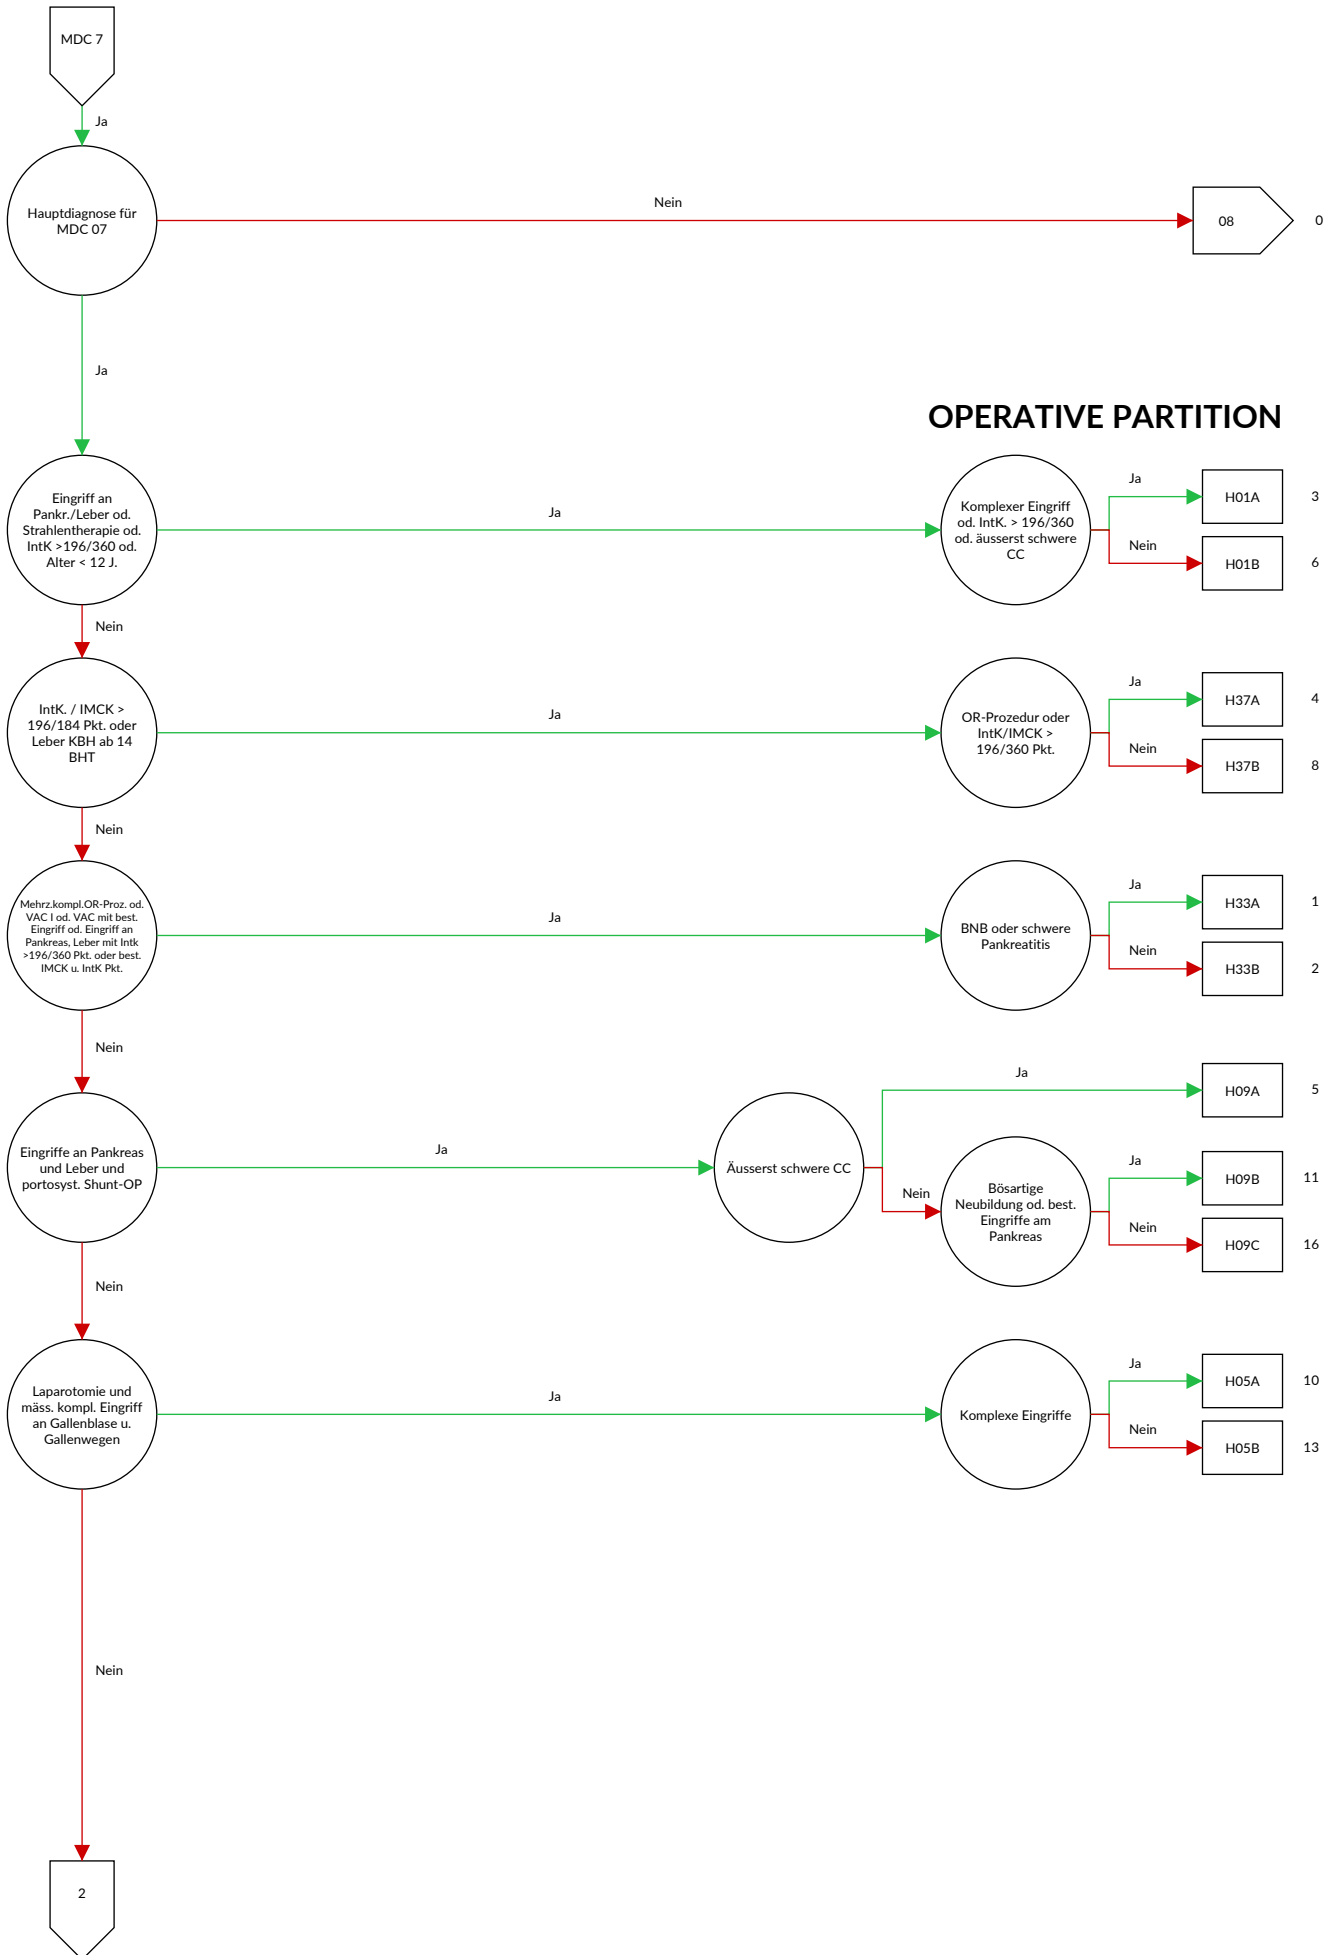 MDC 7
Ja
Hauptdiagnose für
MDC 07
Nein
08
0
Ja
OPERATIVE PARTITION
Eingriff an
Pankr./Leber od.
Strahlentherapie od.
IntK >196/360 od.
Alter < 12 J.
Ja
Komplexer Eingriff
od. IntK. > 196/360
od. äusserst schwere
CC
Ja
H01A
3
Nein
H01B
6
Nein
IntK. / IMCK >
196/184 Pkt. oder
Leber KBH ab 14
BHT
Ja
OR-Prozedur oder
IntK/IMCK >
196/360 Pkt.
Ja
H37A
4
Nein
H37B
8
Nein
Mehrz.kompl.OR-Proz. od.
VAC I od. VAC mit best.
Eingriff od. Eingriff an
Pankreas, Leber mit Intk
>196/360 Pkt. oder best.
IMCK u. IntK Pkt.
Ja
BNB oder schwere
Pankreatitis
Ja
H33A
1
Nein
H33B
2
Nein
Eingriffe an Pankreas
und Leber und
portosyst. Shunt-OP
Ja
Äusserst schwere CC
Ja
H09A
5
Nein
Bösartige
Neubildung od. best.
Eingriffe am
Pankreas
Ja
H09B
11
Nein
H09C
16
Nein
Laparotomie und
mäss. kompl. Eingriff
an Gallenblase u.
Gallenwegen
Ja
Komplexe Eingriffe
Ja
H05A
10
Nein
H05B
13
Nein
2